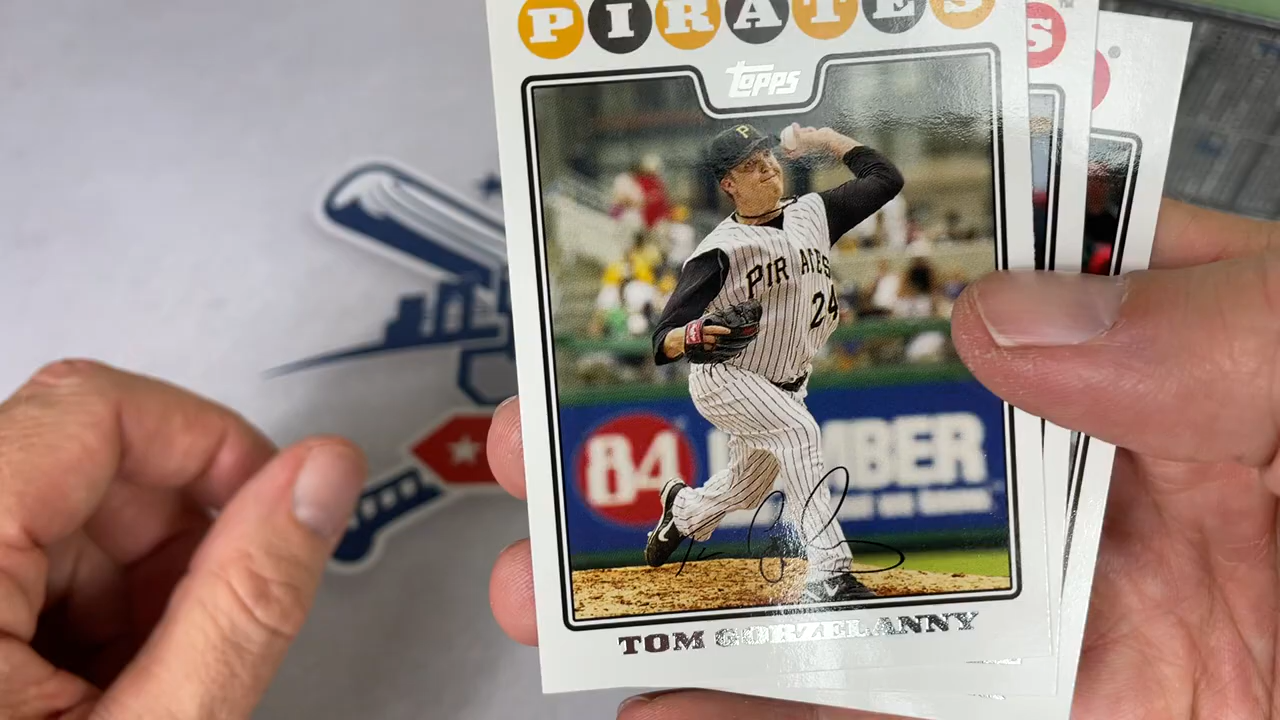 PIRATES
S
topps
P
PIRATES
24
84 LUMBER
TOM GORZELANNY